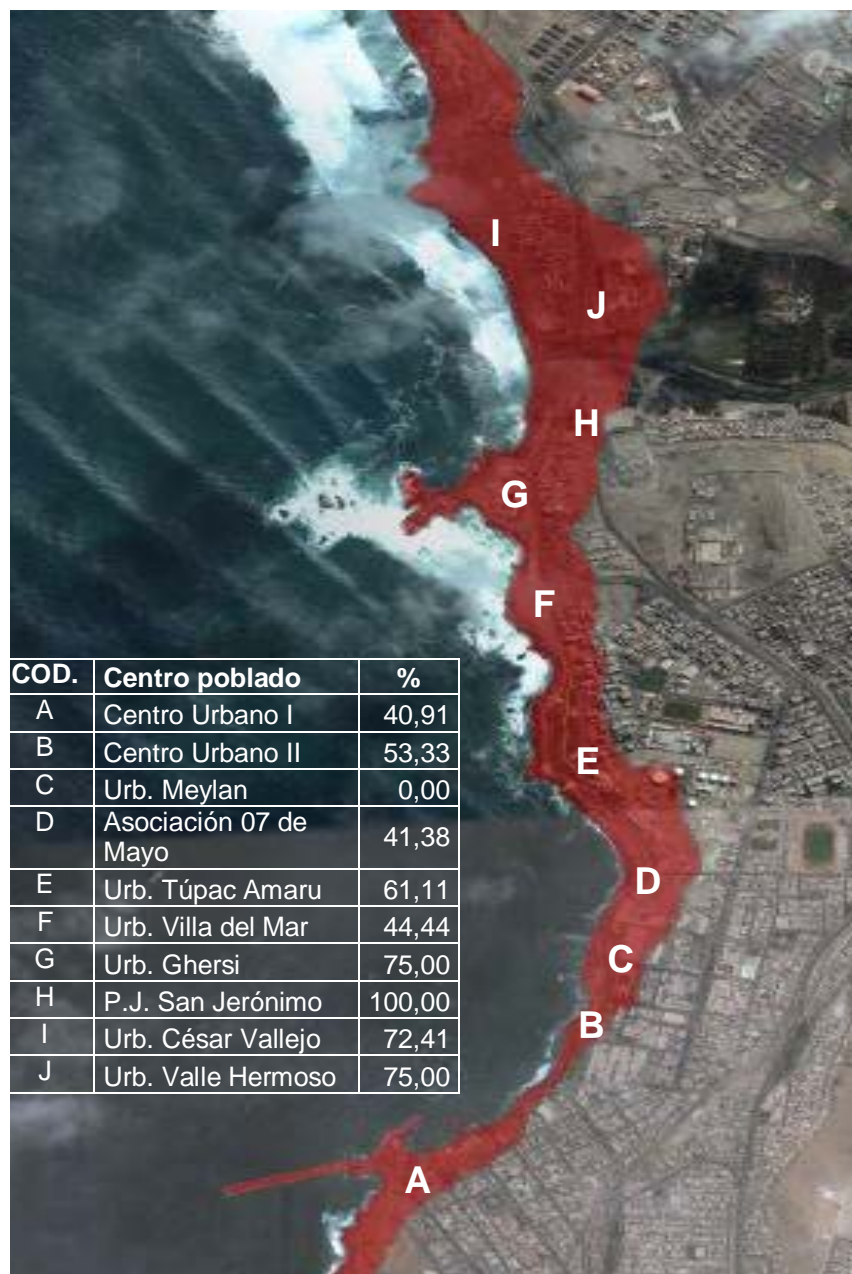 I
J
H
G
F
COD. Centro poblado %
A Centro Urbano I 40,91
B Centro Urbano II 53,33
C Urb. Meylan 0,00
D Asociación 07 de
Mayo 41,38
E Urb. Túpac Amaru 61,11
F Urb. Villa del Mar 44,44
G Urb. Ghersi 75,00
H P.J. San Jerónimo 100,00
I Urb. César Vallejo 72,41
J Urb. Valle Hermoso 75,00
E
D
C
B
A